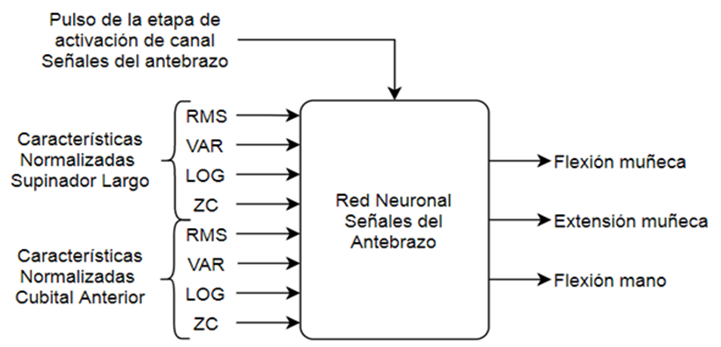 Pulso de la etapa de
activación de canal
Señales del antebrazo
Características
Normalizadas
Supinador Largo
RMS
VAR
LOG
ZC
Características
Normalizadas
Cubital Anterior
RMS
VAR
LOG
ZC
Red Neuronal
Señales del
Antebrazo
Flexión muñeca
Extensión muñeca
Flexión mano